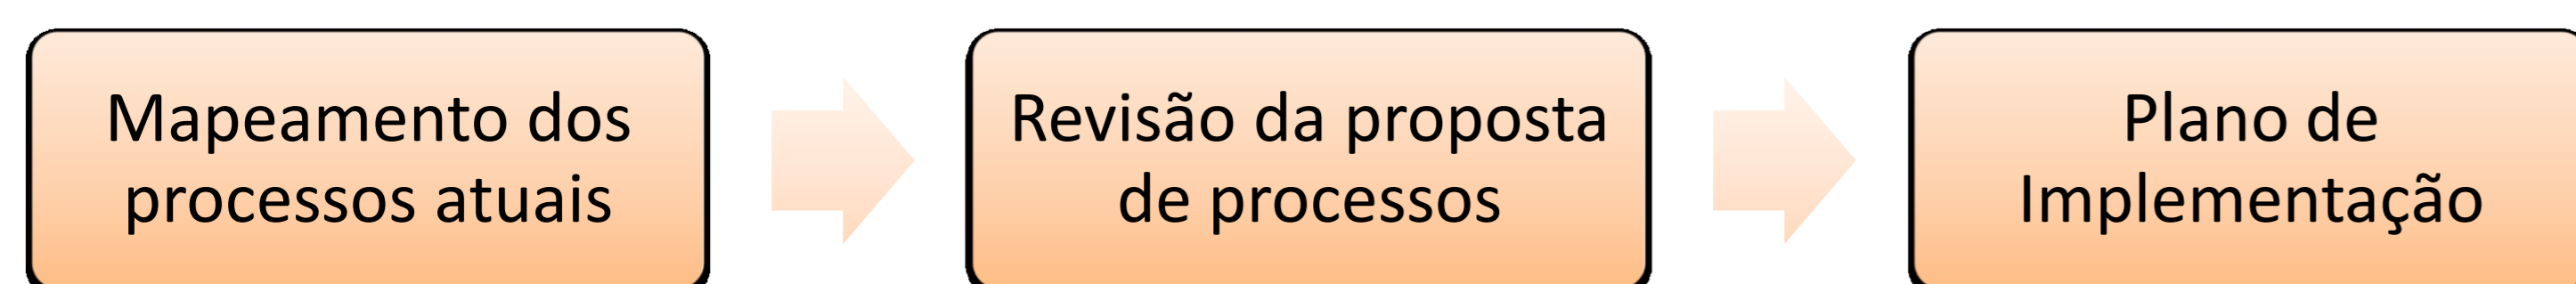 Mapeamento dos
processos atuais
Revisão da proposta
de processos
Plano de
Implementação